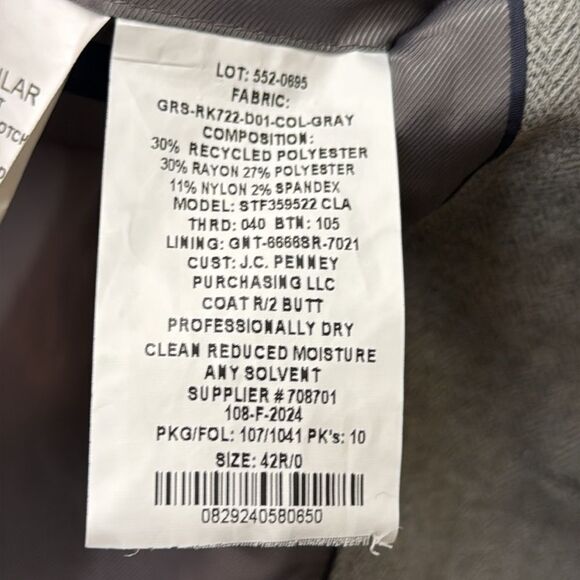 LOT: 552-0695
FABRIC:
GRS-RK722-D01-COL-GRAY
COMPOSITION:
30% RECYCLED POLYESTER
30% RAYON 27% POLYESTER
11% NYLON 2% SPANDEX
MODEL: STF359522 CLA
THRD: 040 BTN: 105
LINING: GNT-66668R-7021
CUST: J.C. PENNEY
PURCHASING LLC
COAT R/2 BUTT
PROFESSIONALLY DRY
CLEAN REDUCED MOISTURE
ANY SOLVENT
SUPPLIER # 708701
108-F-2024
PKG/FOL: 107/1041 PK's: 10
SIZE: 42R/0
0829240580650